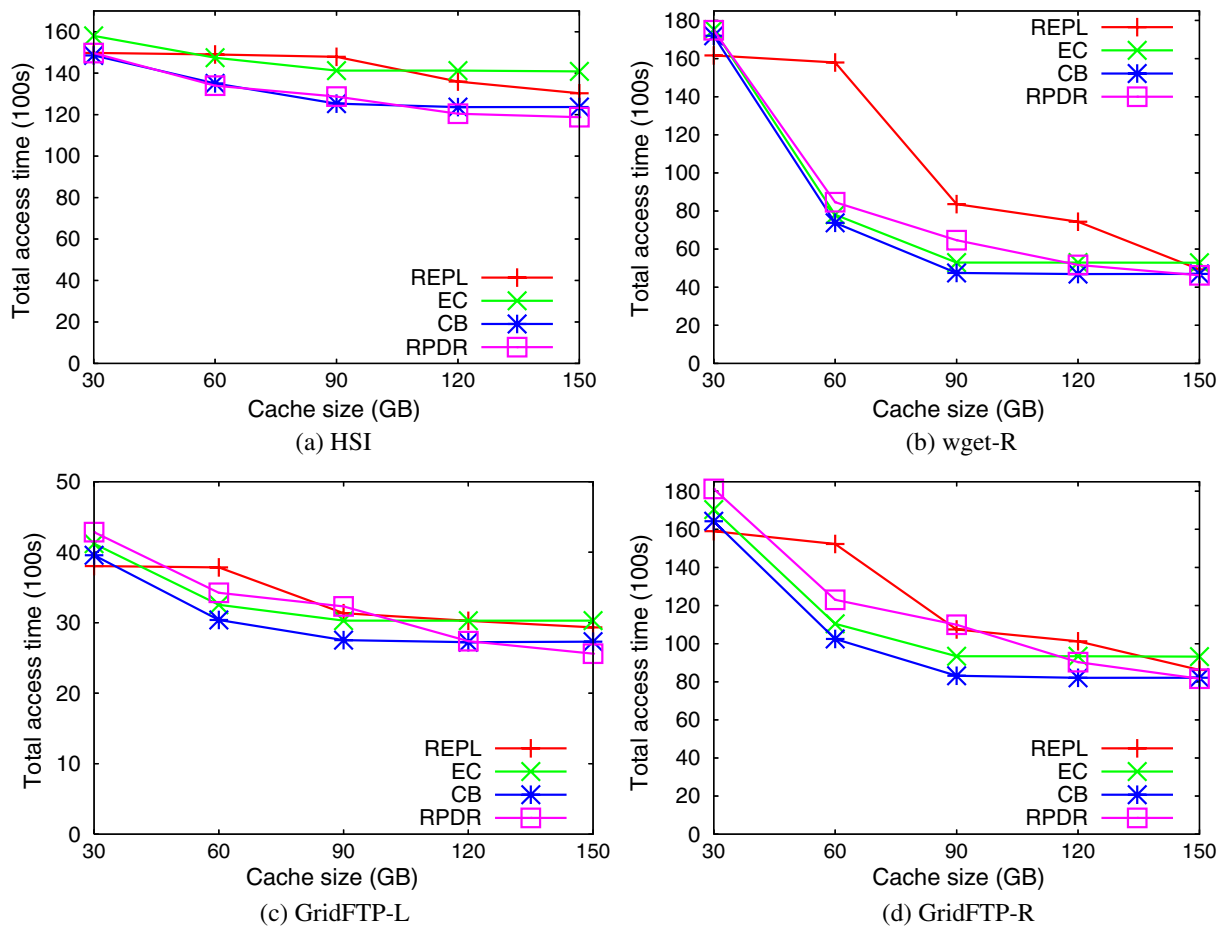 Total access time (100s)
160
140
120
100
80
60
40
20
0
30
60
90
120
150
Cache size (GB)
REPL
EC
CB
RPDR
(a) HSI
Total access time (100s)
180
160
140
120
100
80
60
40
20
0
30
60
90
120
150
Cache size (GB)
REPL
EC
CB
RPDR
(b) wget-R
Total access time (100s)
50
40
30
20
10
0
30
60
90
120
150
Cache size (GB)
REPL
EC
CB
RPDR
(c) GridFTP-L
Total access time (100s)
180
160
140
120
100
80
60
40
20
0
30
60
90
120
150
Cache size (GB)
REPL
EC
CB
RPDR
(d) GridFTP-R